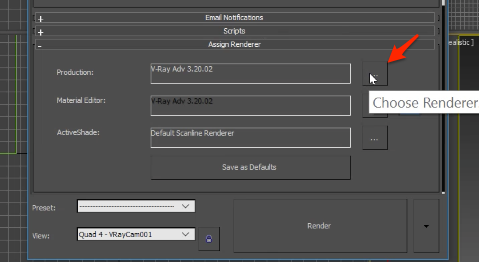 + Email Notifications
+ Scripts
- Assign Renderer
ealistic ]
Production: V-Ray Adv 3.20.02 ...
Choose Renderer
Material Editor: V-Ray Adv 3.20.02
ActiveShade: Default Scanline Renderer ...
Save as Defaults
Preset: --------------------------
View: Quad 4 - VRayCam001
Render